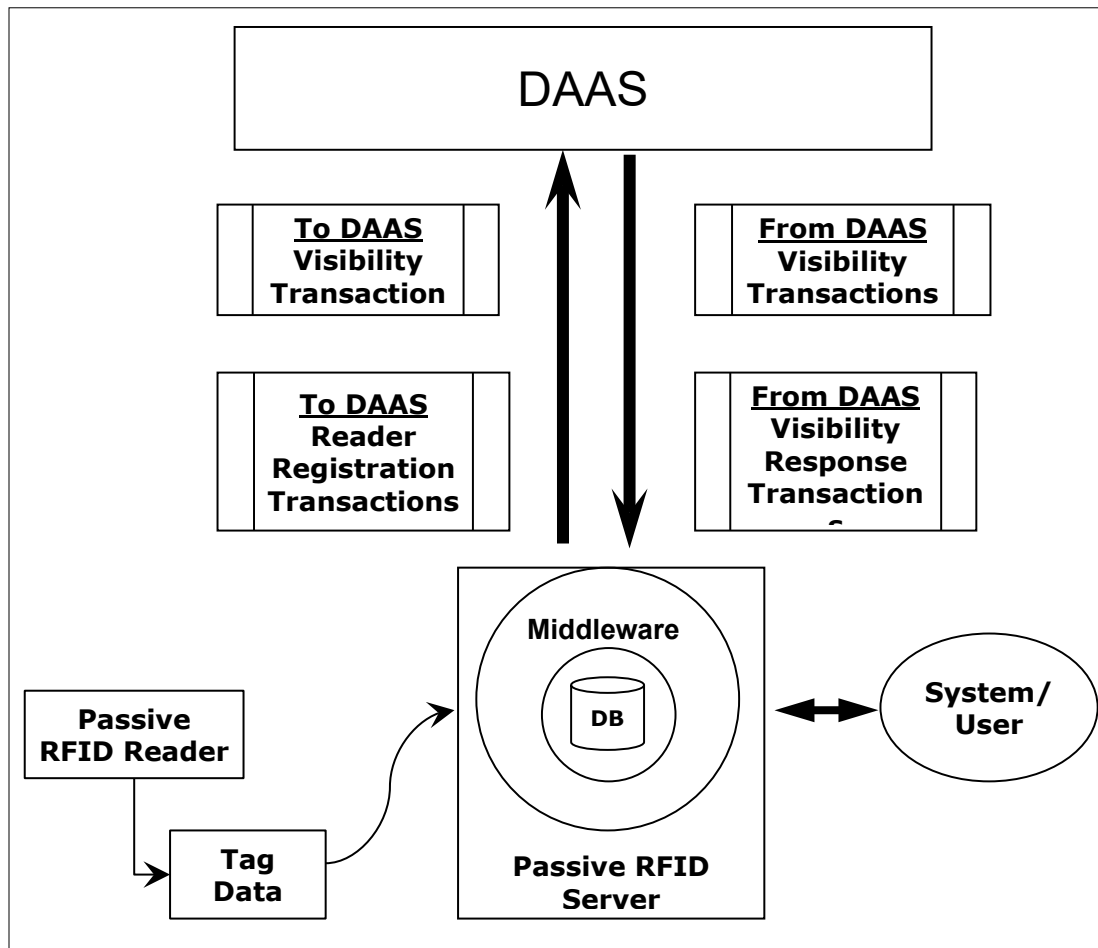 DAAS
To DAAS
Visibility
Transaction
From DAAS
Visibility
Transactions
To DAAS
Reader
Registration
Transactions
From DAAS
Visibility
Response
Transaction
s
Middleware
DB
Passive RFID
Server
System/
User
Passive
RFID Reader
Tag
Data